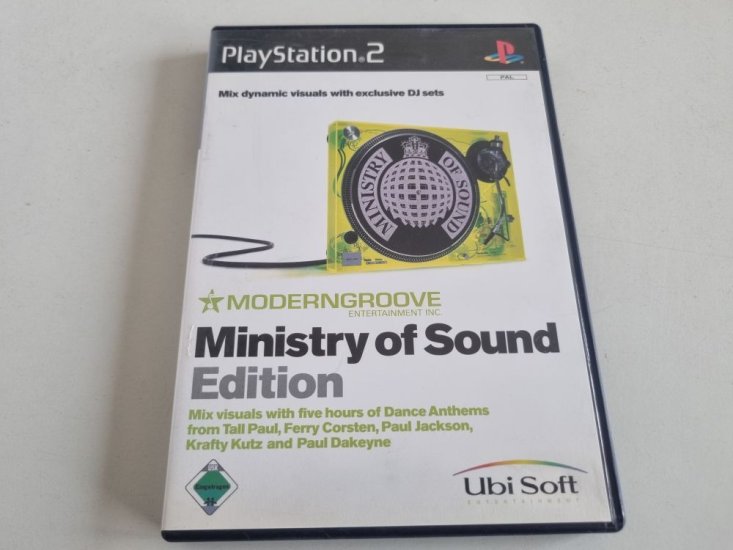 PlayStation.2
PAL
Mix dynamic visuals with exclusive DJ sets
MINISTRY OF SOUND
MODERNGROOVE
ENTERTAINMENT INC.
Ministry of Sound
Edition
Mix visuals with five hours of Dance Anthems
from Tall Paul, Ferry Corsten, Paul Jackson,
Krafty Kutz and Paul Dakeyne
Ubi Soft
ENTERTAINMENT